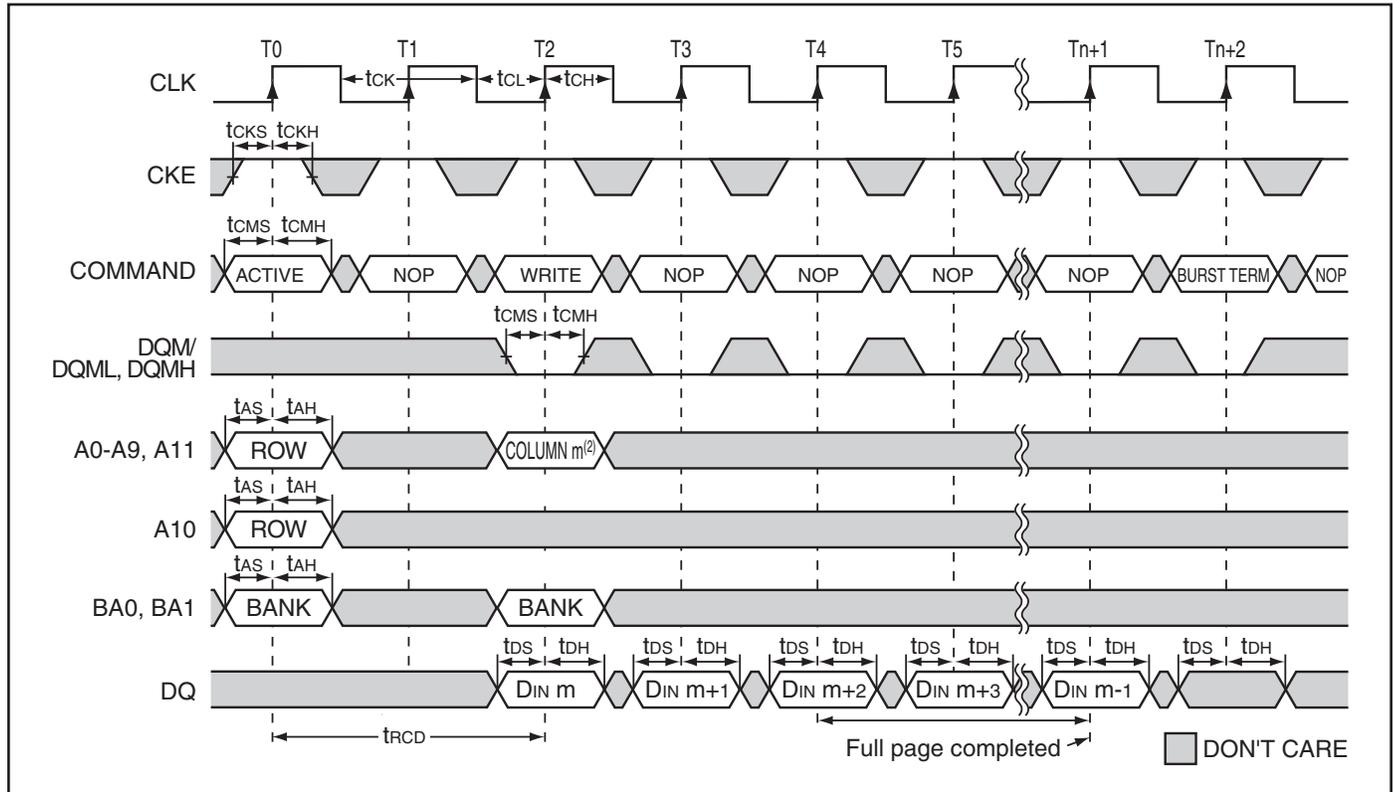 T0 T1 T2 T3 T4 T5 Tn+1 Tn+2
CLK tCK tCL tCH
tCKS tCKH
CKE
tCMS tCMH
COMMAND ACTIVE NOP WRITE NOP NOP NOP NOP BURST TERM NOP
tCMS tCMH
DQM/
DQML, DQMH
tAS tAH
A0-A9, A11 ROW COLUMN m(2)
tAS tAH
A10 ROW
tAS tAH
BA0, BA1 BANK BANK
tDS tDH tDS tDH tDS tDH tDS tDH tDS tDH tDS tDH
DQ DIN m DIN m+1 DIN m+2 DIN m+3 DIN m-1
tRCD
Full page completed
DON'T CARE